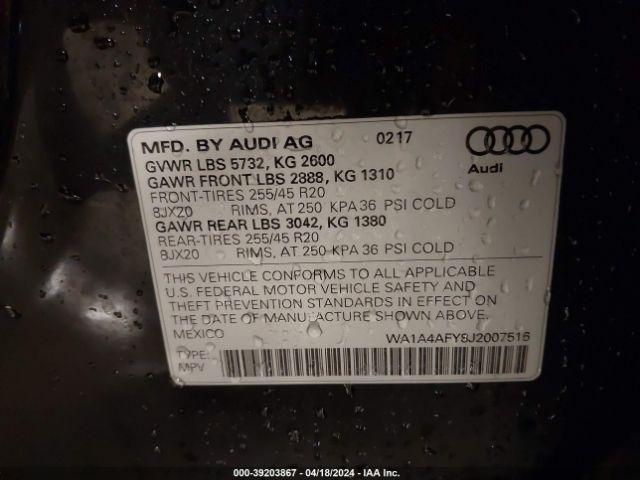 MFD. BY AUDI AG 0217
GVWR LBS 5732, KG 2600
GAWR FRONT LBS 2888, KG 1310
FRONT-TIRES 255/45 R20
8JX20 RIMS, AT 250 KPA 36 PSI COLD
GAWR REAR LBS 3042, KG 1380
REAR-TIRES 255/45 R20
8JX20 RIMS, AT 250 KPA 36 PSI COLD
Audi
THIS VEHICLE CONFORMS TO ALL APPLICABLE
U.S. FEDERAL MOTOR VEHICLE SAFETY AND
THEFT PREVENTION STANDARDS IN EFFECT ON
THE DATE OF MANUFACTURE SHOWN ABOVE.
MEXICO WA1A4AFY8J2007515
TYPE:
MPV
000-39203867 - 04/18/2024 - IAA Inc.